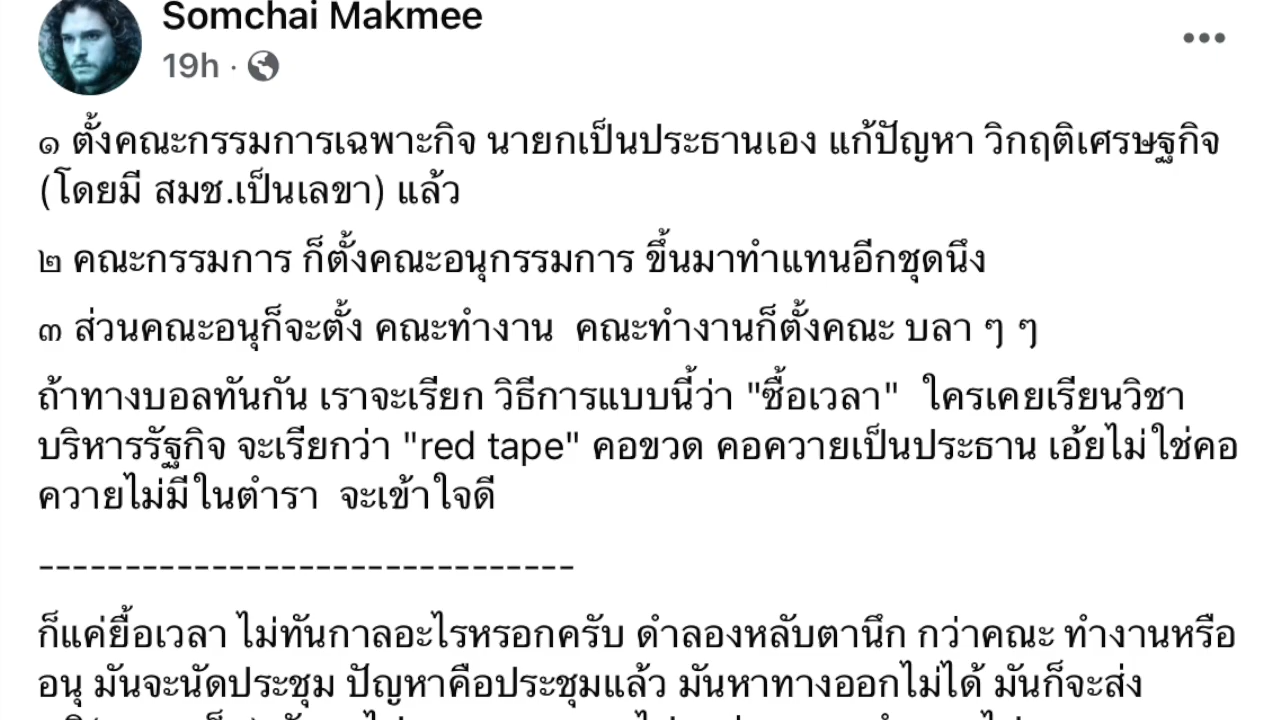 Somchai Makmee
19h ·
๑ ตั้งคณะกรรมการเฉพาะกิจ นายกเป็นประธานเอง แก้ปัญหา วิกฤติเศรษฐกิจ
(โดยมี สมช.เป็นเลขา) แล้ว
๒ คณะกรรมการ ก็ตั้งคณะอนุกรรมการ ขึ้นมาทำแทนอีกชุดนึง
๓ ส่วนคณะอนุก็จะตั้ง คณะทำงาน  คณะทำงานก็ตั้งคณะ บลา ๆ ๆ
ถ้าทางบอลทันกัน เราจะเรียก วิธีการแบบนี้ว่า "ซื้อเวลา"  ใครเคยเรียนวิชา
บริหารรัฐกิจ จะเรียกว่า "red tape" คอขวด คอควายเป็นประธาน เอ้ยไม่ใช่คอ
ควายไม่มีในตำรา  จะเข้าใจดี
-------------------------------
ก็แค่ยื้อเวลา ไม่ทันกาลอะไรหรอกครับ ดำลองหลับตานึก กว่าคณะ ทำงานหรือ
อนุ มันจะนัดประชุม ปัญหาคือประชุมแล้ว มันหาทางออกไม่ได้ มันก็จะส่ง